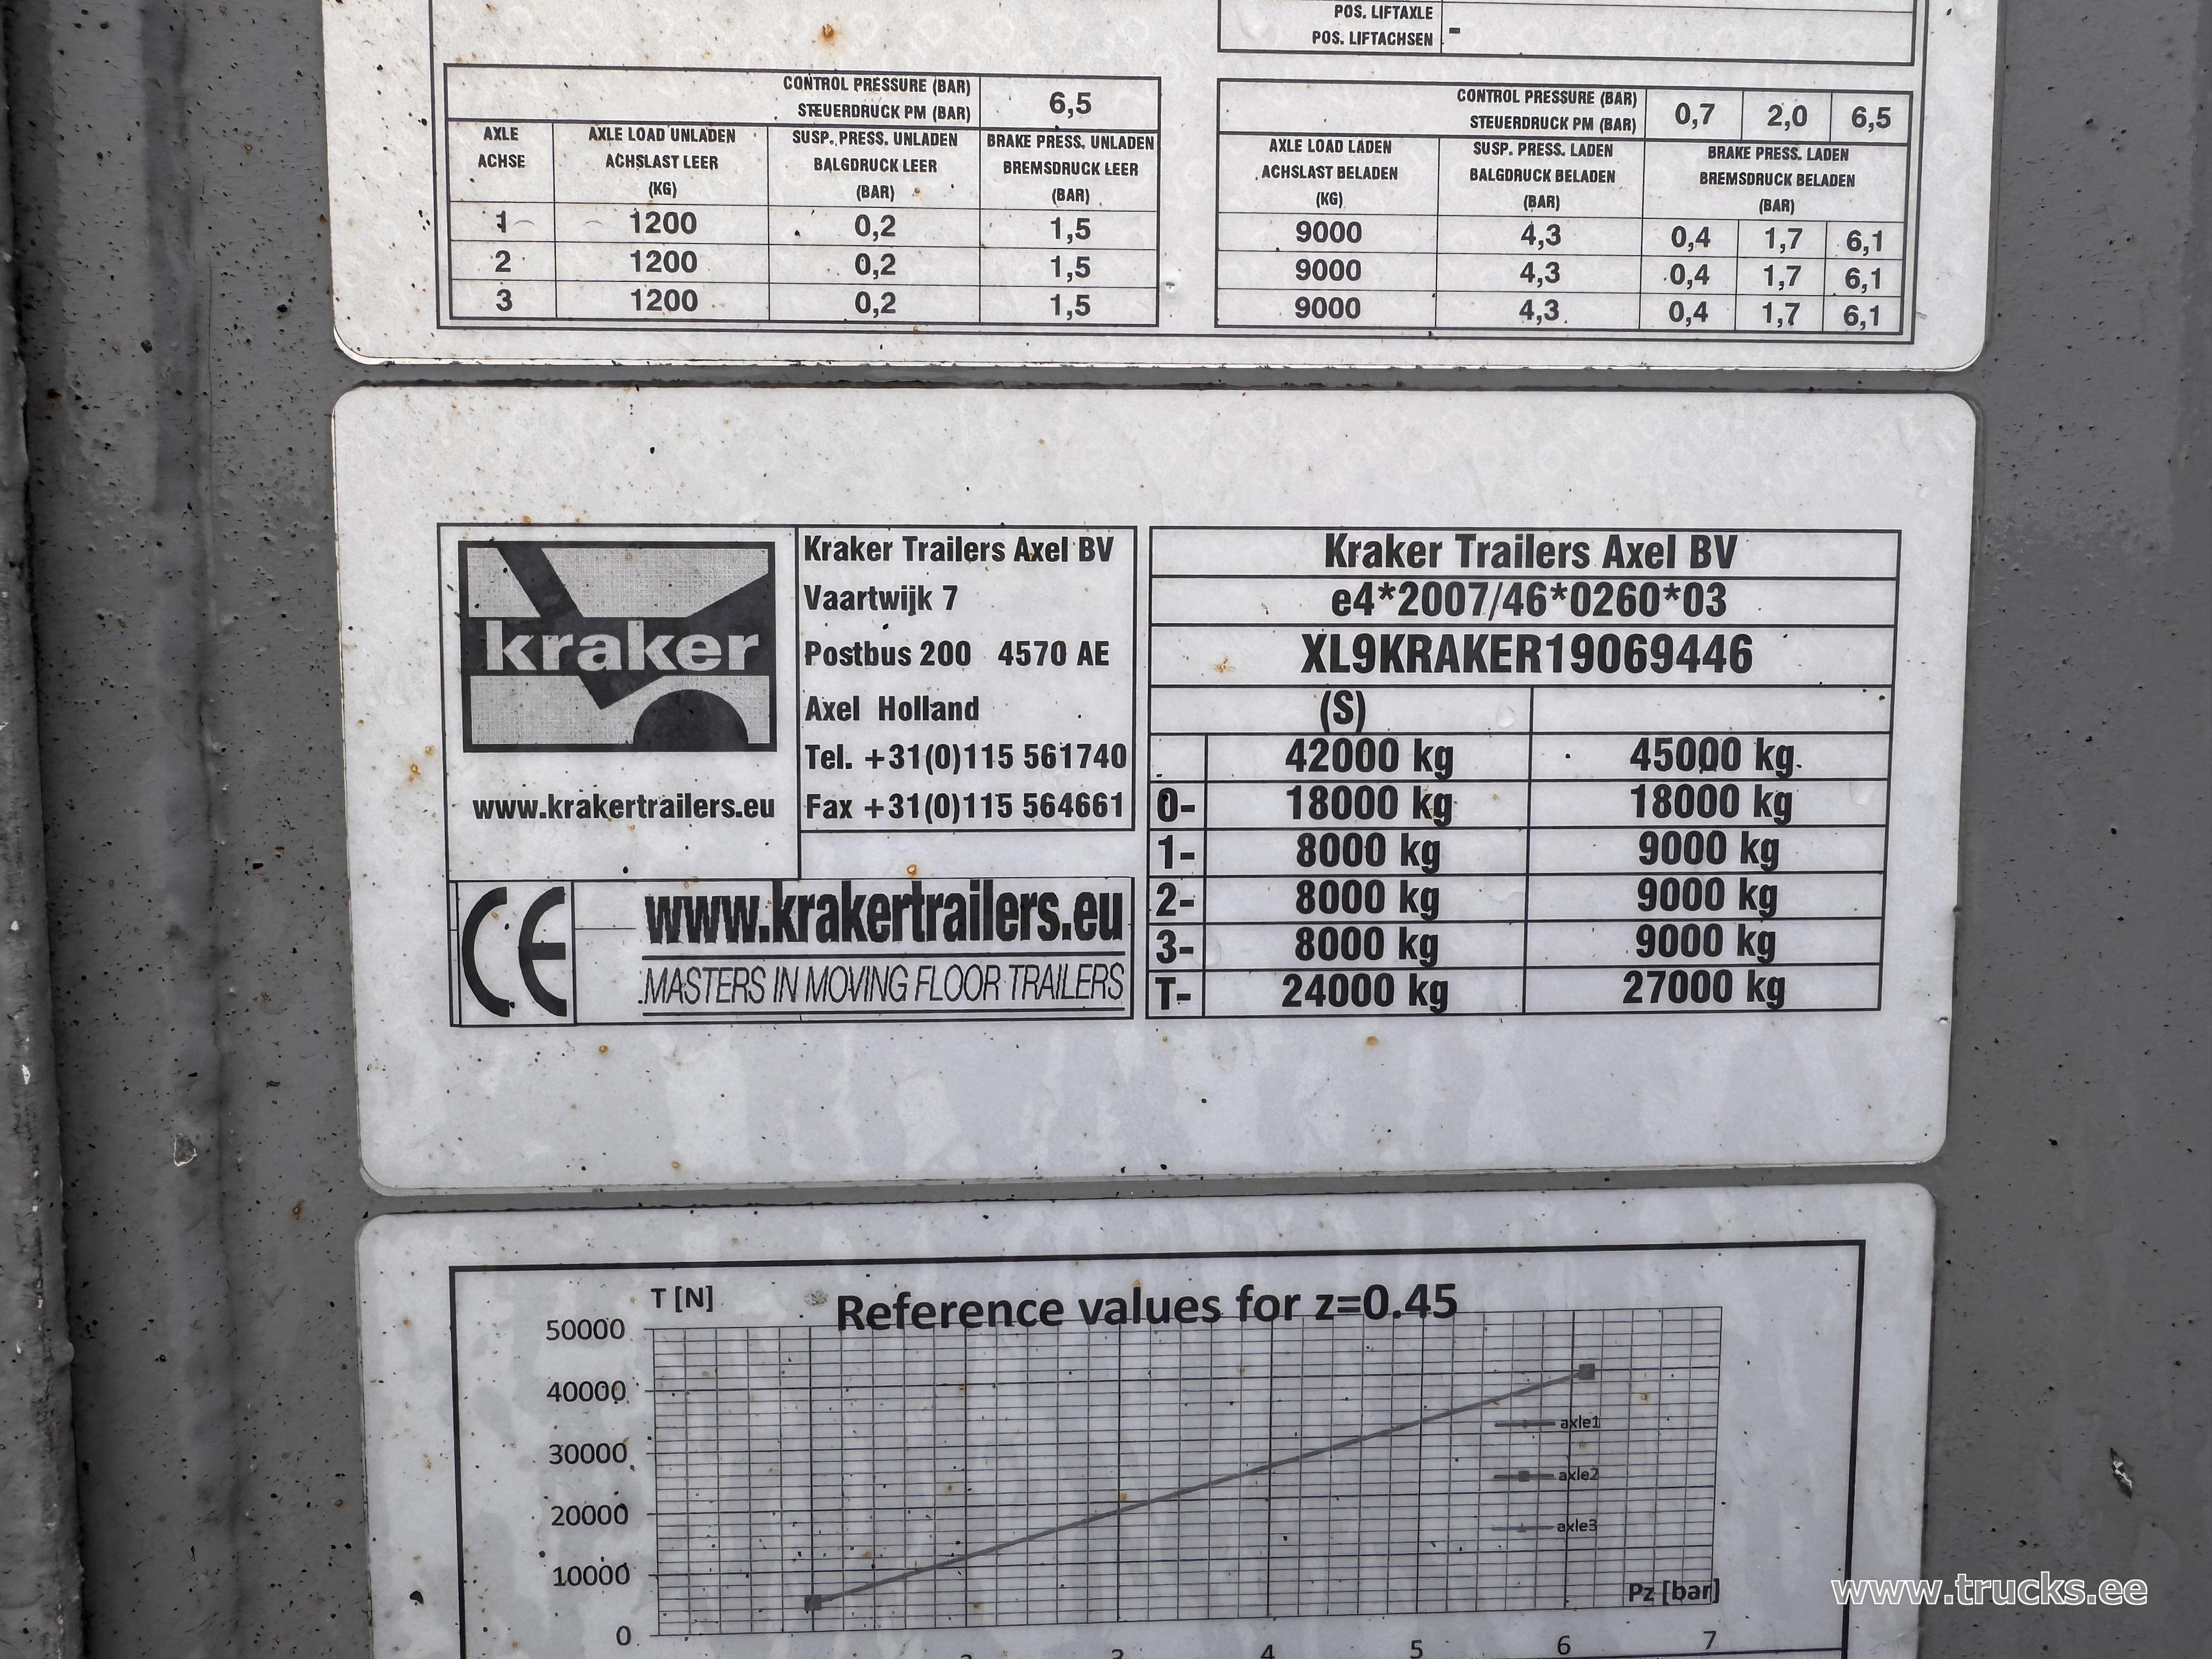 POS. LIFTAXLE
POS. LIFTACHSEN -
CONTROL PRESSURE (BAR)
STEUERDRUCK PM (BAR) 6,5
AXLE ACHSE AXLE LOAD UNLADEN ACHSLAST LEER (KG) SUSP. PRESS. UNLADEN BALGDRUCK LEER (BAR) BRAKE PRESS. UNLADEN BREMSDRUCK LEER (BAR)
1 1200 0,2 1,5
2 1200 0,2 1,5
3 1200 0,2 1,5
CONTROL PRESSURE (BAR)
STEUERDRUCK PM (BAR) 0,7 2,0 6,5
AXLE LOAD LADEN ACHSLAST BELADEN (KG) SUSP. PRESS. LADEN BALGDRUCK BELADEN (BAR) BRAKE PRESS. LADEN BREMSDRUCK BELADEN (BAR)
9000 4,3 0,4 1,7 6,1
9000 4,3 0,4 1,7 6,1
9000 4,3 0,4 1,7 6,1
kraker
www.krakertrailers.eu
Kraker Trailers Axel BV
Vaartwijk 7
Postbus 200 4570 AE
Axel Holland
Tel. +31(0)115 561740
Fax +31(0)115 564661
CE
www.krakertrailers.eu
MASTERS IN MOVING FLOOR TRAILERS
Kraker Trailers Axel BV
e4*2007/46*0260*03
XL9KRAKER19069446
(S)
42000 kg 45000 kg
0- 18000 kg 18000 kg
1- 8000 kg 9000 kg
2- 8000 kg 9000 kg
3- 8000 kg 9000 kg
T- 24000 kg 27000 kg
T [N]
Reference values for z=0.45
50000
40000
30000
20000
10000
0
axle1
axle2
axle3
Pz [bar]
4 5 6 7
www.trucks.ee